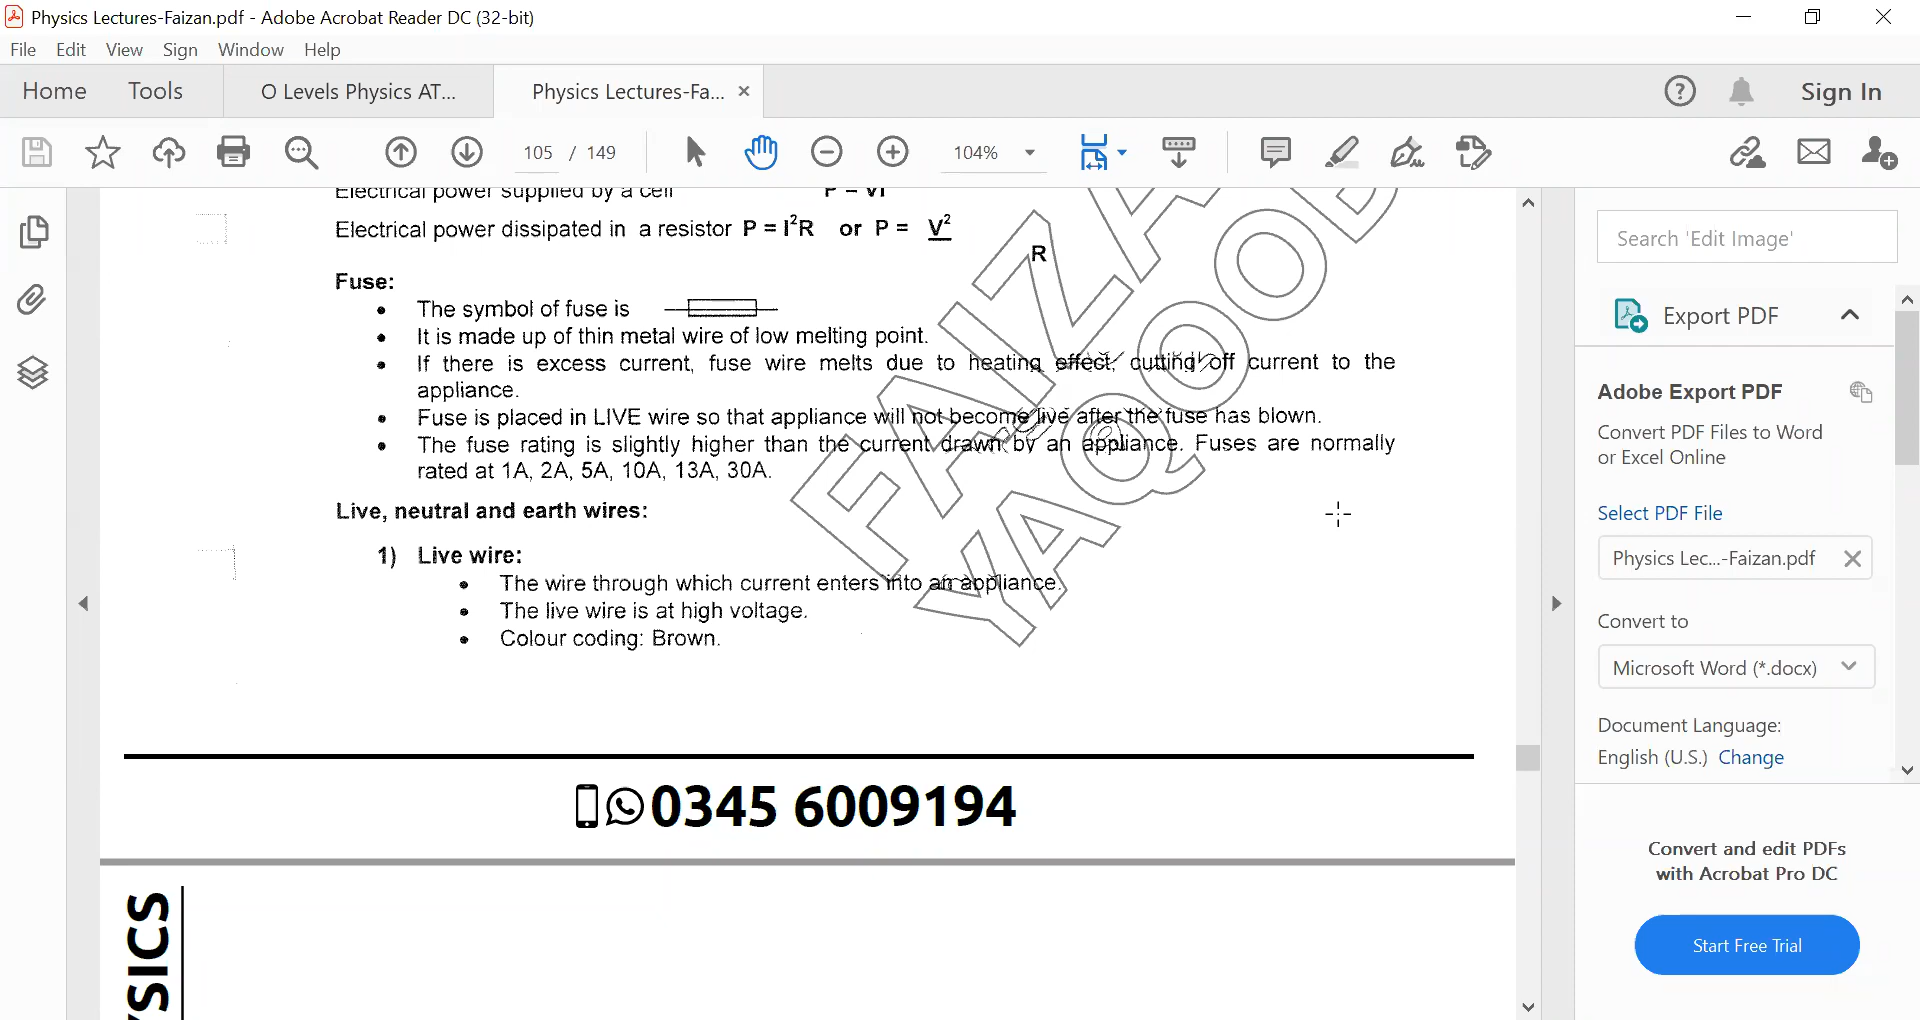 Physics Lectures-Faizan.pdf - Adobe Acrobat Reader DC (32-bit)
File Edit View Sign Window Help
Home Tools O Levels Physics AT... Physics Lectures-Fa... ×
? Sign In
105 / 149 104%
Electrical power supplied by a cell P = VI
Electrical power dissipated in a resistor P = I²R or P = V²
R
Fuse:
• The symbol of fuse is
• It is made up of thin metal wire of low melting point.
• If there is excess current, fuse wire melts due to heating effect, cutting off current to the
appliance.
• Fuse is placed in LIVE wire so that appliance will not become live after the fuse has blown.
• The fuse rating is slightly higher than the current drawn by an appliance. Fuses are normally
rated at 1A, 2A, 5A, 10A, 13A, 30A.
Live, neutral and earth wires:
1) Live wire:
• The wire through which current enters into an appliance.
• The live wire is at high voltage.
• Colour coding: Brown.
FAIZA
YAQOOB
0345 6009194
YSICS
Search 'Edit Image'
Export PDF
Adobe Export PDF
Convert PDF Files to Word
or Excel Online
Select PDF File
Physics Lec...-Faizan.pdf
Convert to
Microsoft Word (*.docx)
Document Language:
English (U.S.) Change
Convert and edit PDFs
with Acrobat Pro DC
Start Free Trial